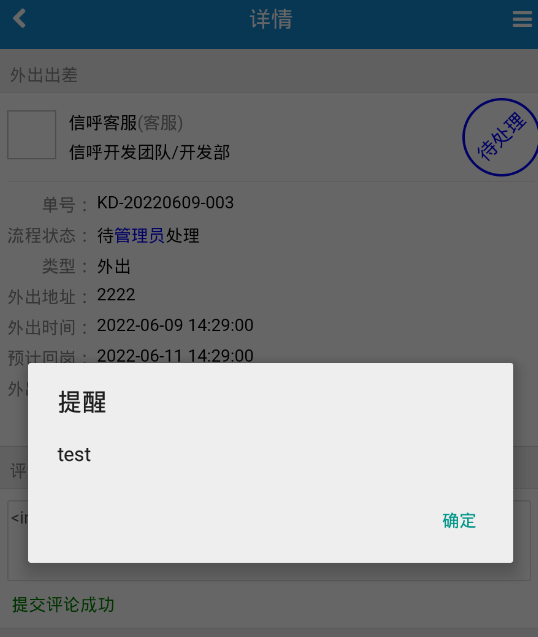 详情
外出出差
信呼客服(客服)
信呼开发团队/开发部
待处理
单号： KD-20220609-003
流程状态： 待管理员处理
类型： 外出
外出地址： 2222
外出时间： 2022-06-09 14:29:00
预计回岗： 2022-06-11 14:29:00
外
提醒
test
确定
评
提交评论成功